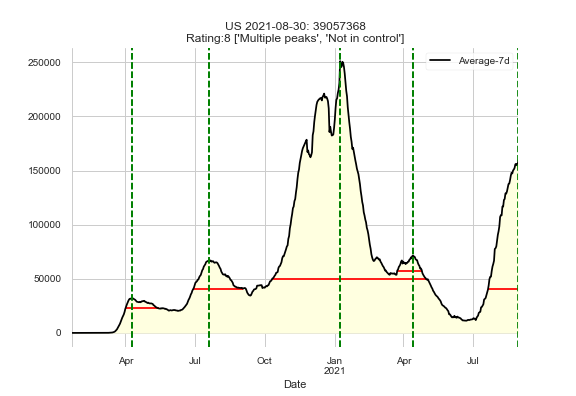 US 2021-08-30: 39057368
Rating:8 ['Multiple peaks', 'Not in control']
Average-7d
250000
200000
150000
100000
50000
0
Apr Jul Oct Jan Apr Jul
2021
Date